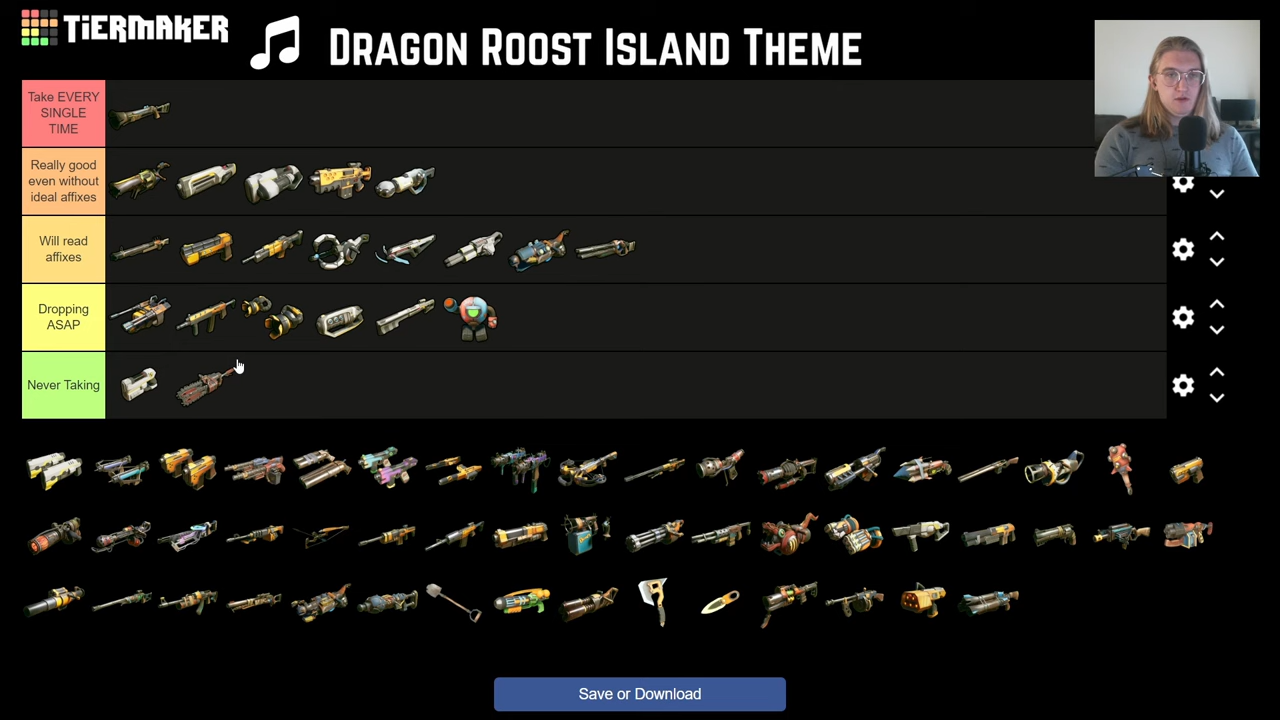 TIERMAKER
DRAGON ROOST ISLAND THEME
Take EVERY
SINGLE
TIME
Really good
even without
ideal affixes
Will read
affixes
Dropping
ASAP
Never Taking
Save or Download